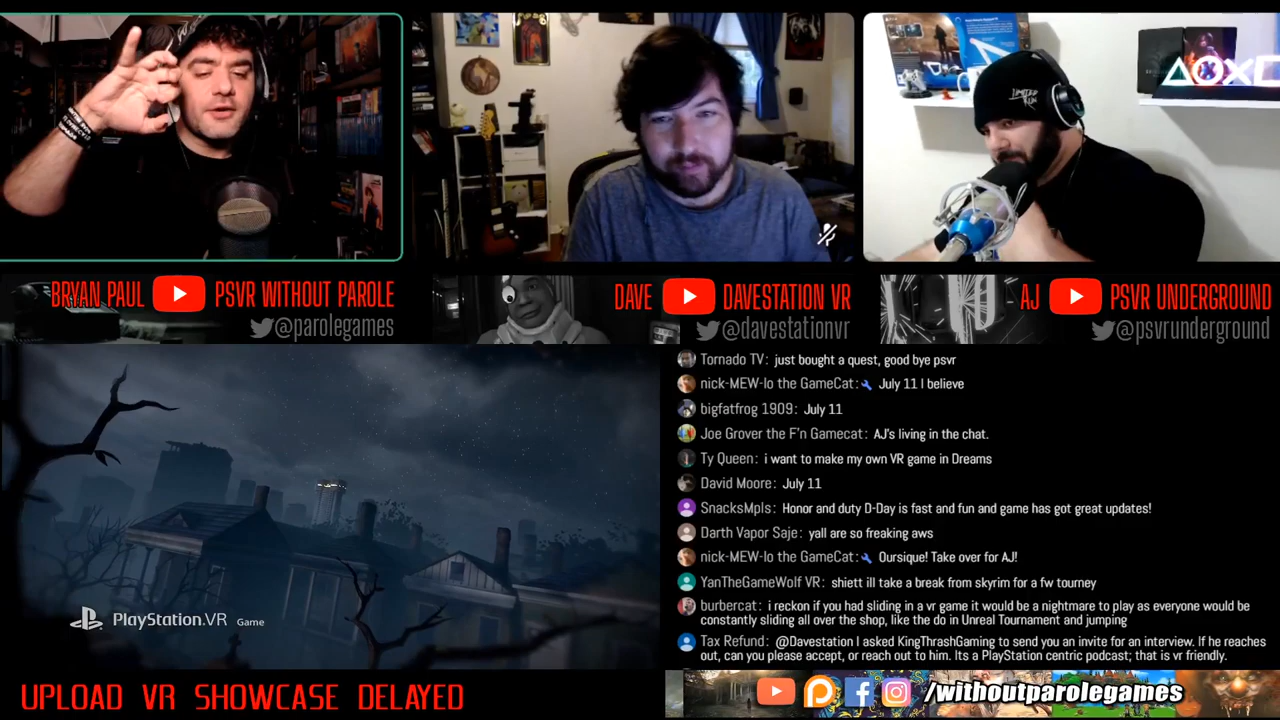 LIMITED
RUN
BRYAN PAUL PSVR WITHOUT PAROLE
@parolegames
DAVE DAVESTATION VR
@davestationvr
AJ PSVR UNDERGROUND
@psvrunderground
PlayStation.VR Game
Tornado TV: just bought a quest, good bye psvr
nick-MEW-lo the GameCat: July 11 I believe
bigfatfrog 1909: July 11
Joe Grover the F'n Gamecat: AJ's living in the chat.
Ty Queen: i want to make my own VR game in Dreams
David Moore: July 11
SnacksMpls: Honor and duty D-Day is fast and fun and game has got great updates!
Darth Vapor Saje: yall are so freaking aws
nick-MEW-lo the GameCat: Oursique! Take over for AJ!
YanTheGameWolf VR: shiett ill take a break from skyrim for a fw tourney
burbercat: i reckon if you had sliding in a vr game it would be a nightmare to play as everyone would be
constantly sliding all over the shop, like the do in Unreal Tournament and jumping
Tax Refund: @Davestation I asked KingThrashGaming to send you an invite for an interview. If he reaches
out, can you please accept, or reach out to him. Its a PlayStation centric podcast; that is vr friendly.
UPLOAD VR SHOWCASE DELAYED
/withoutparolegames